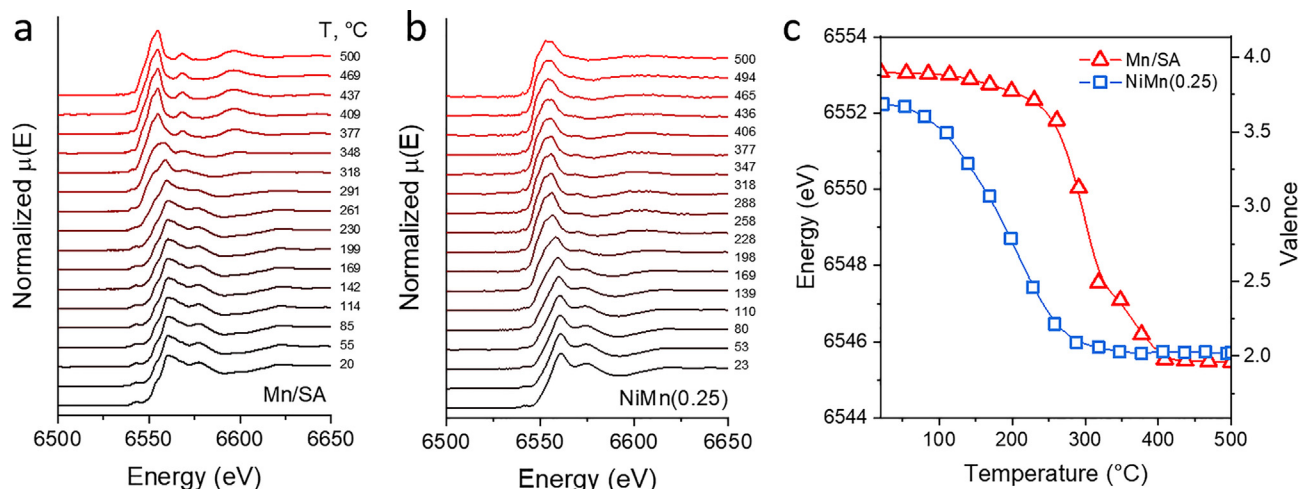 a
T, °C
500
469
437
409
377
348
318
291
261
230
199
169
142
114
85
55
20
Mn/SA
Normalized μ(E)
6500 6550 6600 6650
Energy (eV)
b
500
494
465
436
406
377
347
318
288
258
228
198
169
139
110
80
53
23
NiMn(0.25)
Normalized μ(E)
6500 6550 6600 6650
Energy (eV)
c
Mn/SA
NiMn(0.25)
6554
6552
6550
6548
6546
6544
Energy (eV)
4.0
3.5
3.0
2.5
2.0
Valence
100 200 300 400 500
Temperature (°C)